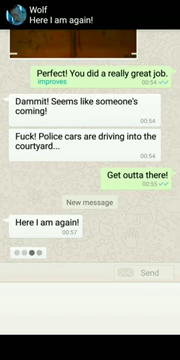 Wolf
Here I am again!
Perfect! You did a really great job.
improves
00:54
Dammit! Seems like someone's
coming!
00:54
Fuck! Police cars are driving into the
courtyard...
00:54
Get outta there!
00:55
New message
Here I am again!
00:57
Send